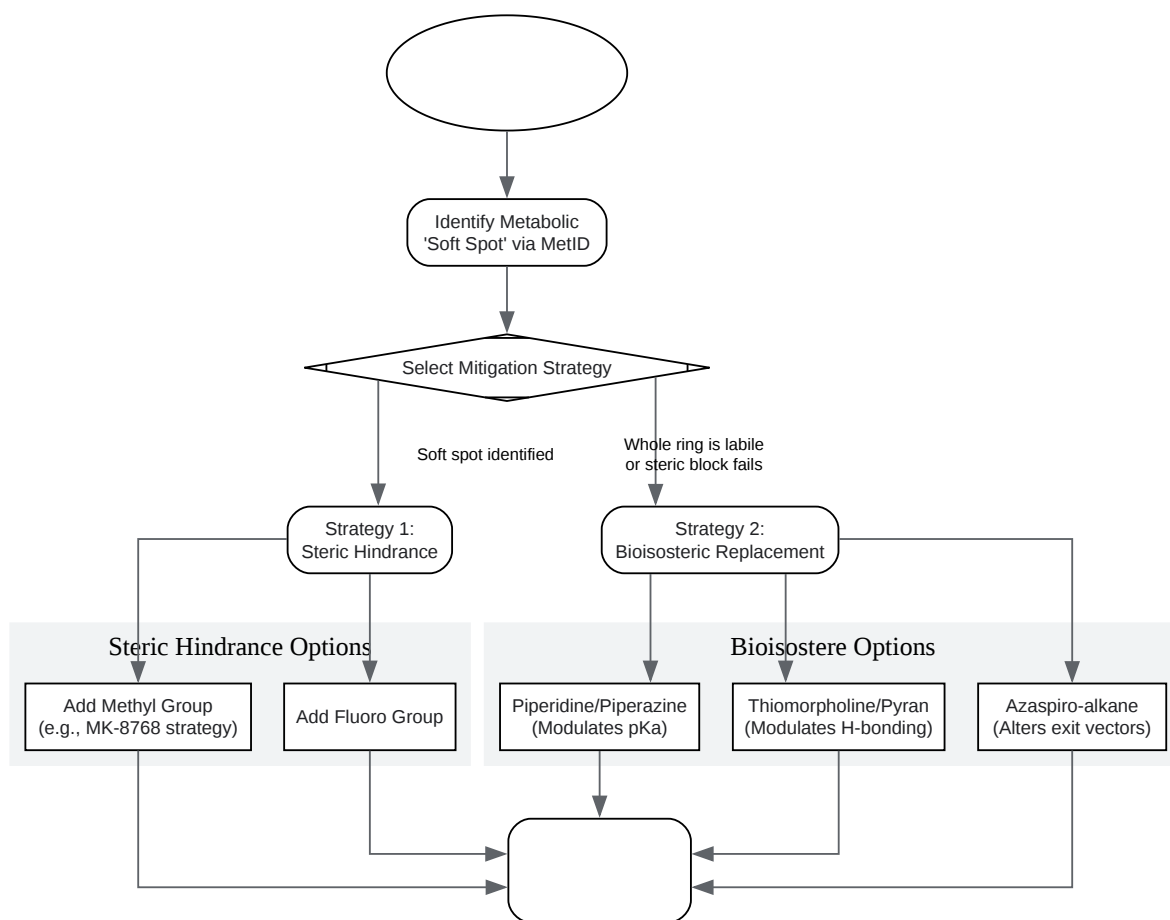 Identify Metabolic
'Soft Spot' via MetID
Select Mitigation Strategy
Soft spot identified
Whole ring is labile
or steric block fails
Strategy 1:
Steric Hindrance
Strategy 2:
Bioisosteric Replacement
Steric Hindrance Options
Bioisostere Options
Add Methyl Group
(e.g., MK-8768 strategy)
Add Fluoro Group
Piperidine/Piperazine
(Modulates pKa)
Thiomorpholine/Pyran
(Modulates H-bonding)
Azaspiro-alkane
(Alters exit vectors)